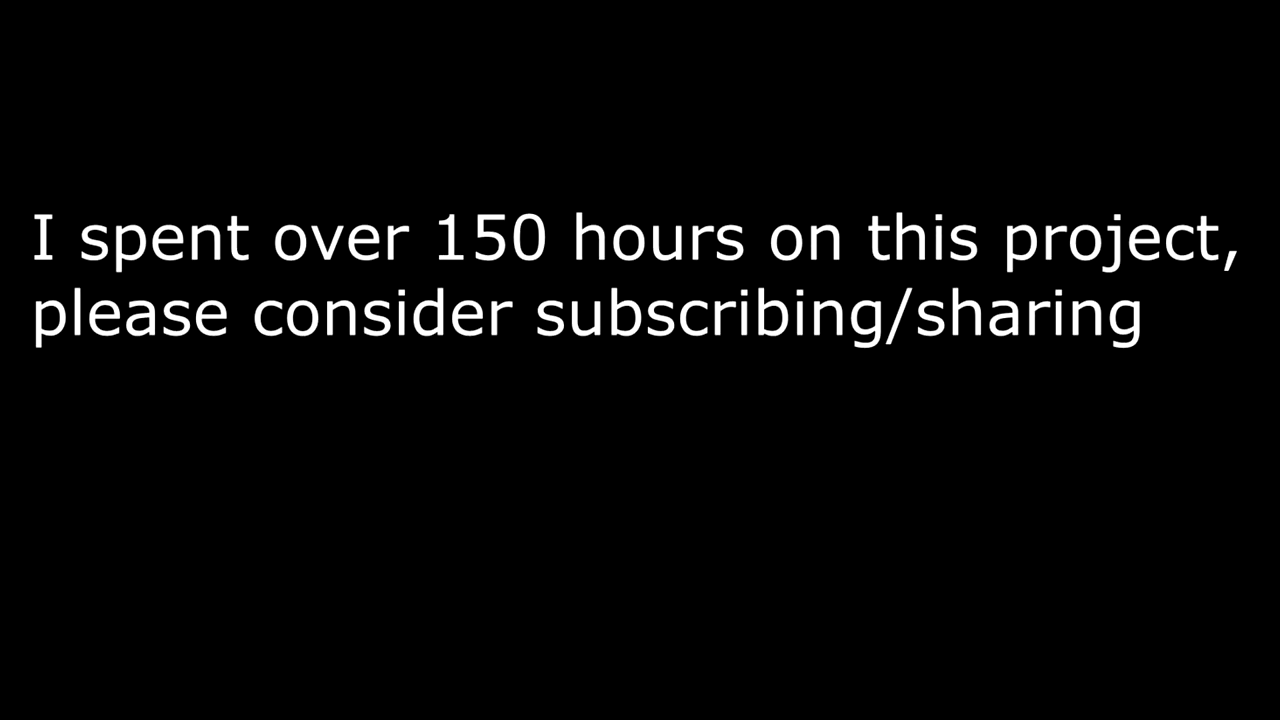 I spent over 150 hours on this project,
please consider subscribing/sharing